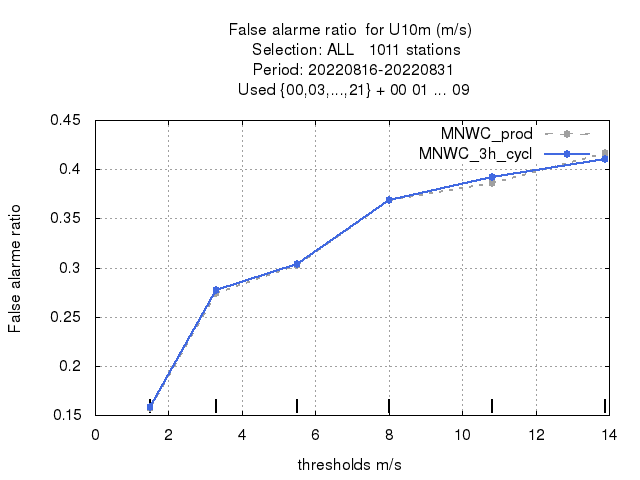 False alarme ratio  for U10m (m/s)
Selection: ALL   1011 stations
Period: 20220816-20220831
Used {00,03,...,21} + 00 01 ... 09
MNWC_prod
MNWC_3h_cycl
False alarme ratio
0.45
0.4
0.35
0.3
0.25
0.2
0.15
0 2 4 6 8 10 12 14
thresholds m/s